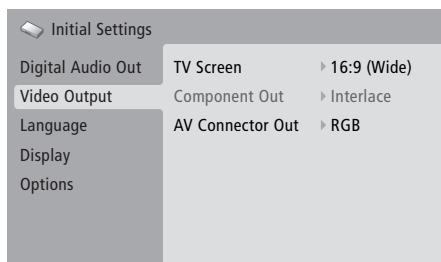 Initial Settings
Digital Audio Out
Video Output
Language
Display
Options
TV Screen 16:9 (Wide)
Component Out Interlace
AV Connector Out RGB